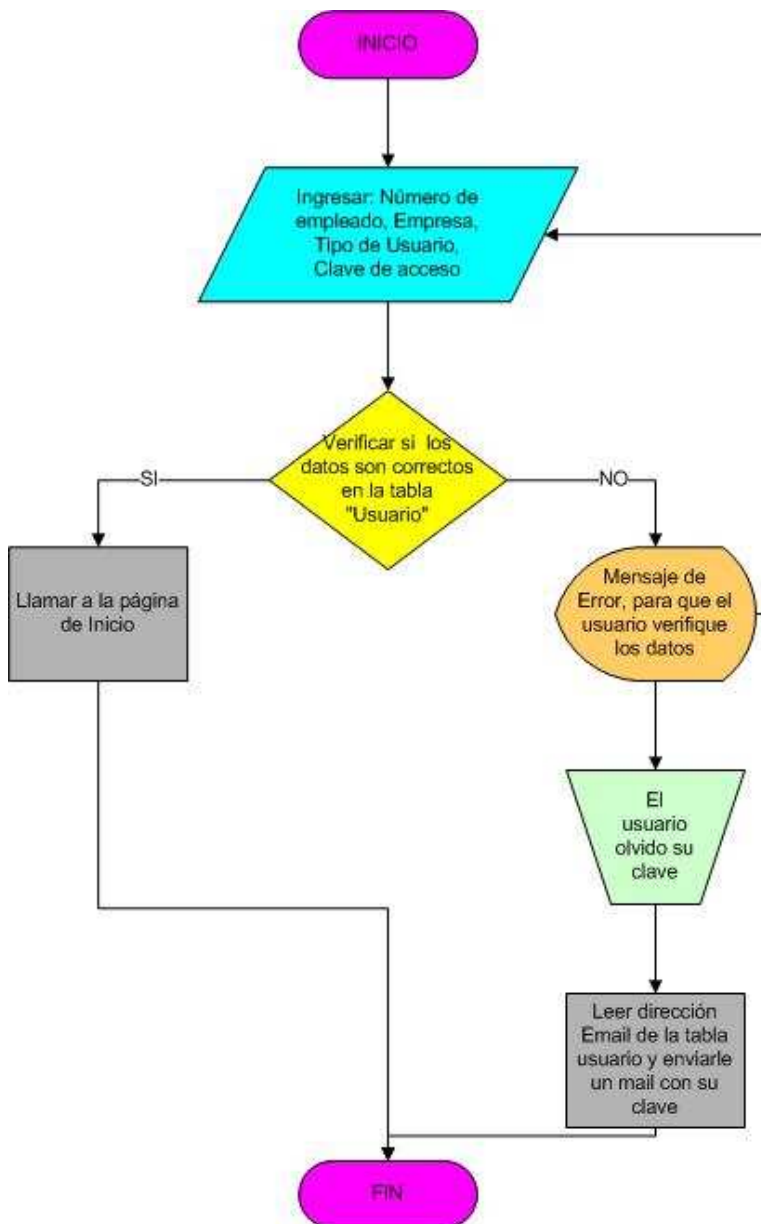 INICIO
Ingresar: Número de
empleado, Empresa,
Tipo de Usuario,
Clave de acceso
Verificar si los
datos son correctos
en la tabla
"Usuario"
SI
NO
Llamar a la página
de Inicio
Mensaje de
Error, para que el
usuario verifique
los datos
El
usuario
olvido su
clave
Leer dirección
Email de la tabla
usuario y enviarle
un mail con su
clave
FIN